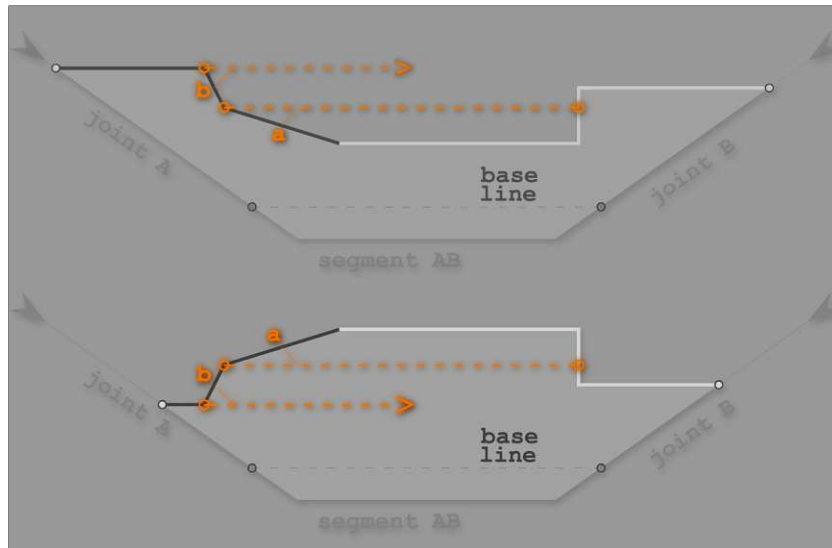 b
joint A
a
base
line
joint B
segment AB
a
b
joint A
base
line
joint B
segment AB